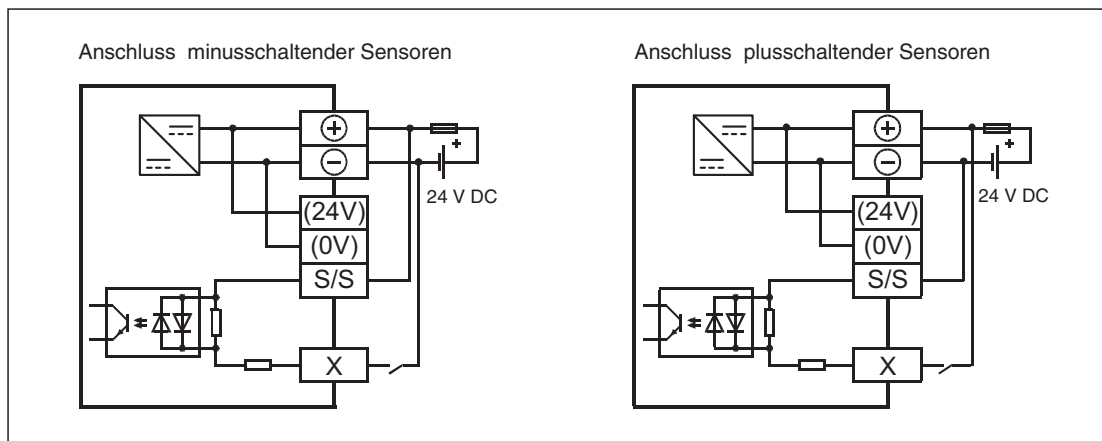 Anschluss minusschaltender Sensoren
+
−
+
24 V DC
(24V)
(0V)
S/S
X
Anschluss plusschaltender Sensoren
+
−
+
24 V DC
(24V)
(0V)
S/S
X